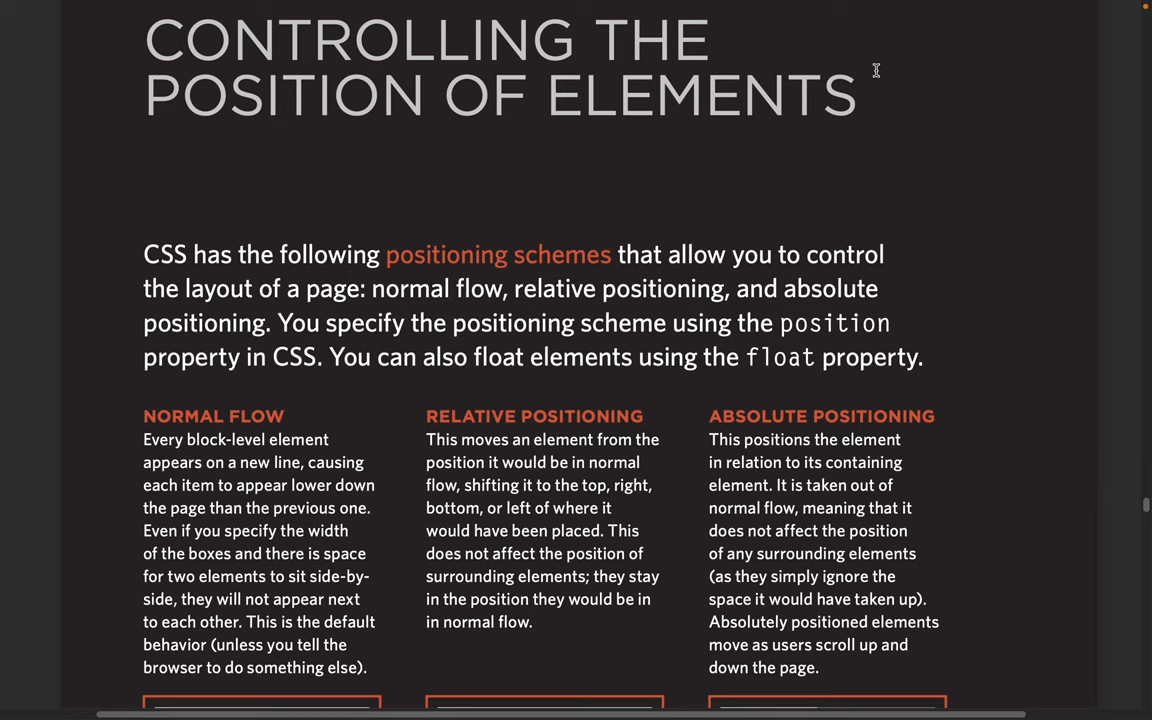 CONTROLLING THE
POSITION OF ELEMENTS
CSS has the following positioning schemes that allow you to control
the layout of a page: normal flow, relative positioning, and absolute
positioning. You specify the positioning scheme using the position
property in CSS. You can also float elements using the float property.
NORMAL FLOW
Every block-level element
appears on a new line, causing
each item to appear lower down
the page than the previous one.
Even if you specify the width
of the boxes and there is space
for two elements to sit side-by-
side, they will not appear next
to each other. This is the default
behavior (unless you tell the
browser to do something else).
RELATIVE POSITIONING
This moves an element from the
position it would be in normal
flow, shifting it to the top, right,
bottom, or left of where it
would have been placed. This
does not affect the position of
surrounding elements; they stay
in the position they would be in
in normal flow.
ABSOLUTE POSITIONING
This positions the element
in relation to its containing
element. It is taken out of
normal flow, meaning that it
does not affect the position
of any surrounding elements
(as they simply ignore the
space it would have taken up).
Absolutely positioned elements
move as users scroll up and
down the page.